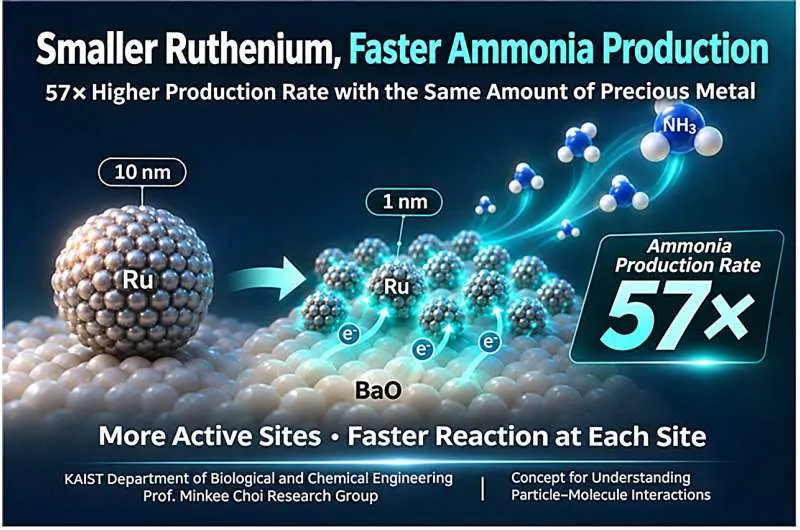 Smaller Ruthenium, Faster Ammonia Production
57× Higher Production Rate with the Same Amount of Precious Metal
NH₃
10 nm
1 nm
Ru
Ru
Ammonia
Production Rate
57×
e⁻
e⁻
e⁻
BaO
More Active Sites · Faster Reaction at Each Site
KAIST Department of Biological and Chemical Engineering
Prof. Minkee Choi Research Group
Concept for Understanding
Particle–Molecule Interactions